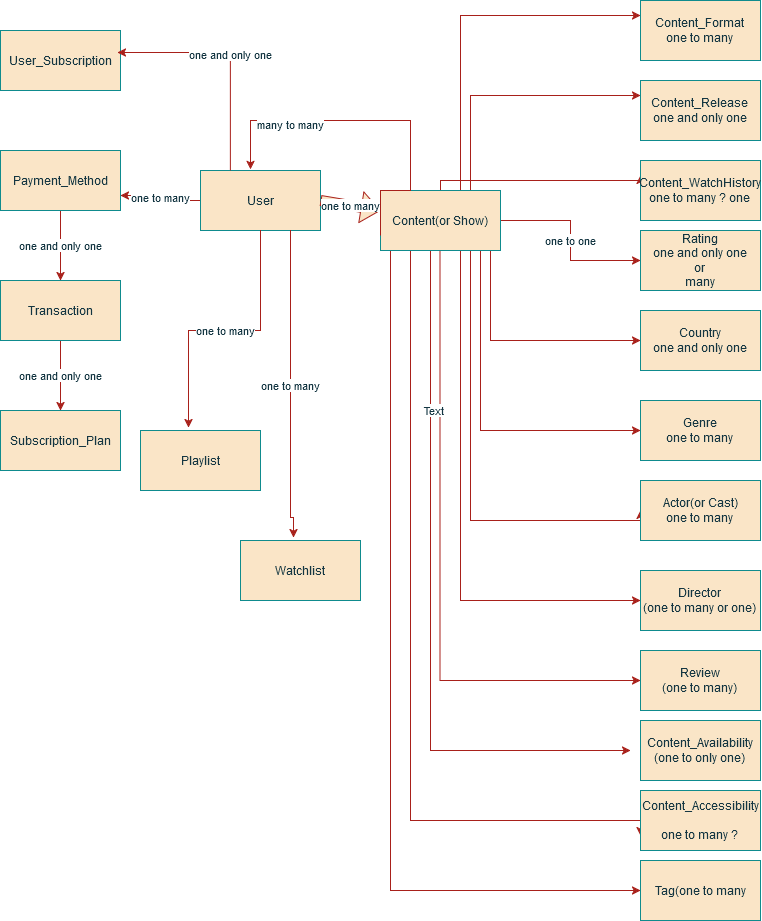 Content_Format
one to many
User_Subscription
one and only one
Content_Release
one and only one
many to many
Payment_Method
one to many
User
one to many
Content(or Show)
Content_WatchHistory
one to many ? one
one and only one
one to one
Rating
one and only one
or
many
Transaction
one to many
Country
one and only one
one and only one
one to many
Text
Genre
one to many
Subscription_Plan
Playlist
Actor(or Cast)
one to many
Watchlist
Director
(one to many or one)
Review
(one to many)
Content_Availability
(one to only one)
Content_Accessibility
one to many ?
Tag(one to many